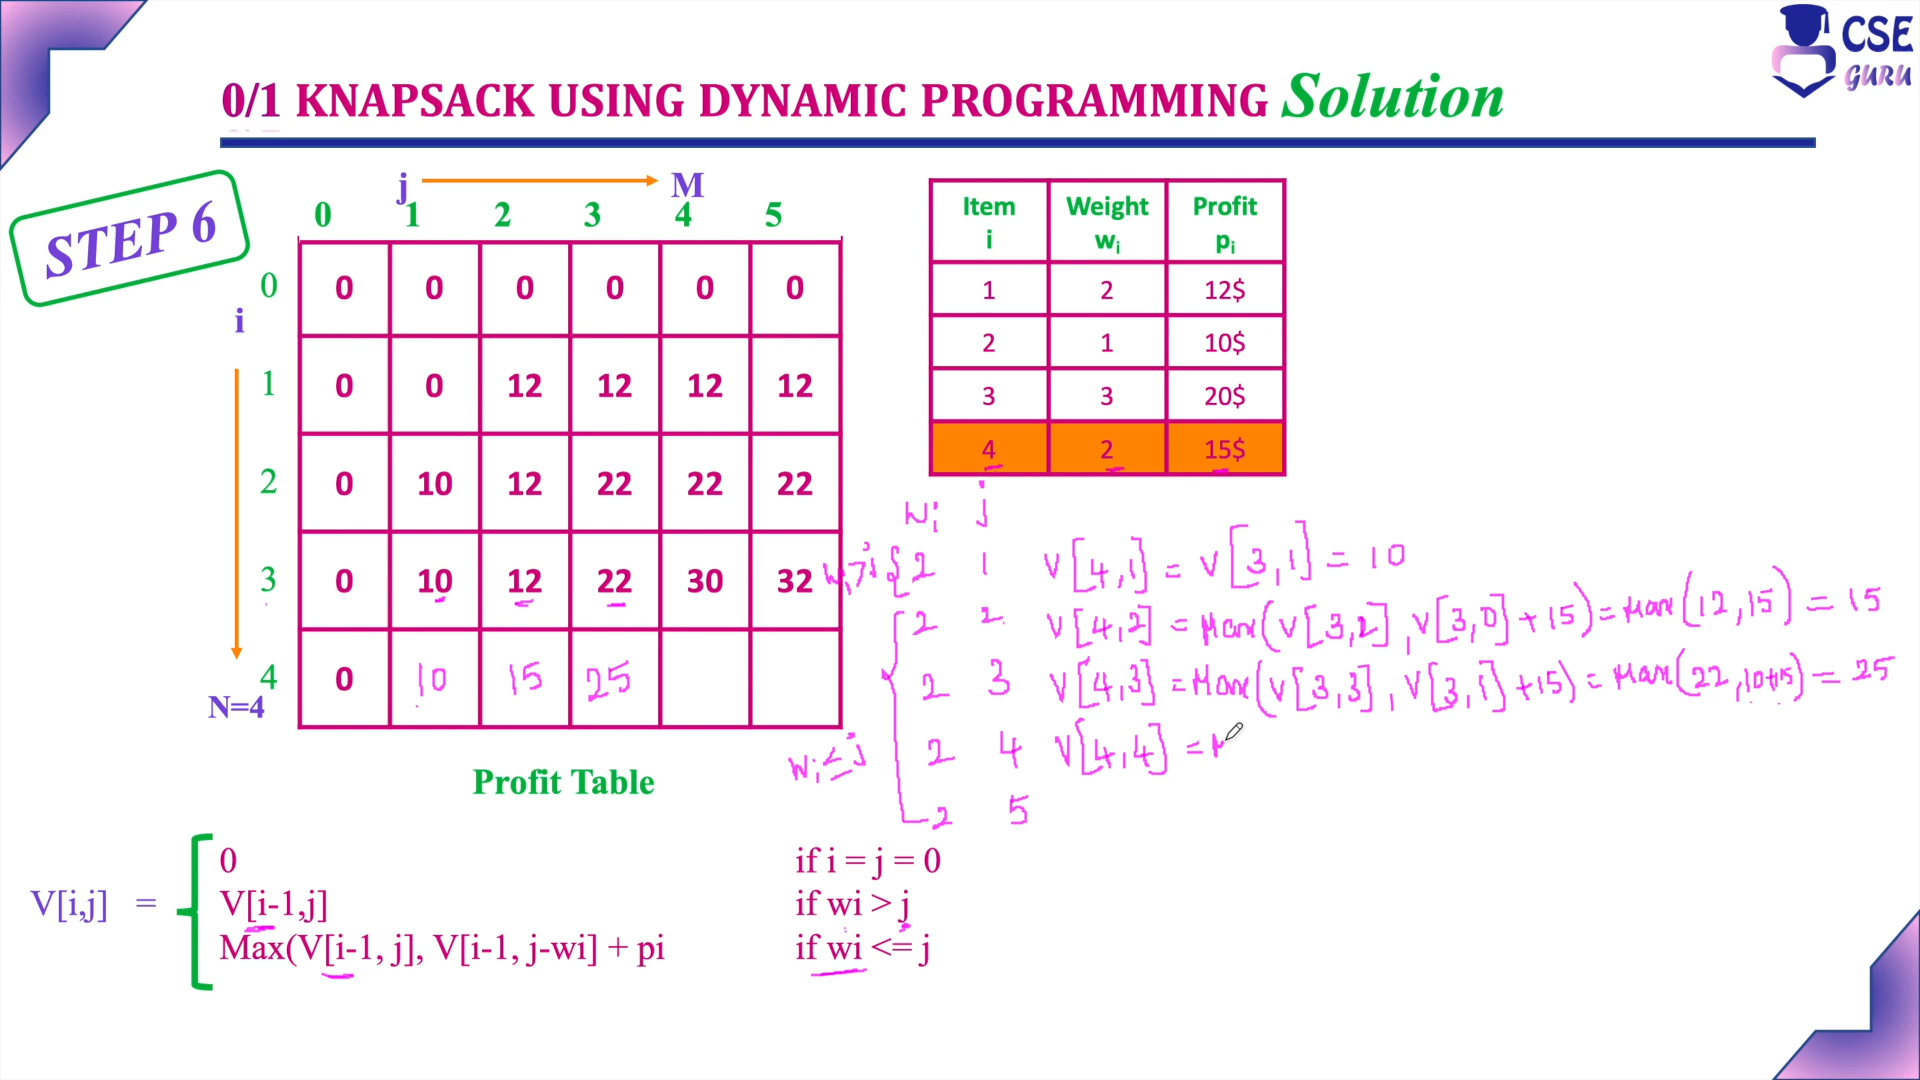 CSE
GURU
0/1 KNAPSACK USING DYNAMIC PROGRAMMING Solution
STEP 6
j M
0 1 2 3 4 5
0 0 0 0 0 0 0
i
1 0 0 12 12 12 12
2 0 10 12 22 22 22
3 0 10 12 22 30 32
4 0 10 15 25
N=4
Profit Table
Item i Weight wi Profit pi
1 2 12$
2 1 10$
3 3 20$
4 2 15$
wi j
wi>j { 2 1 V[4,1] = V[3,1] = 10
2 2 V[4,2] = Max(V[3,2], V[3,0]+15) = Max(12,15) = 15
2 3 V[4,3] = Max(V[3,3], V[3,1]+15) = Max(22,10+15) = 25
wi≤j 2 4 V[4,4] = M
2 5
V[i,j] =
0 if i = j = 0
V[i-1,j] if wi > j
Max(V[i-1, j], V[i-1, j-wi] + pi if wi <= j